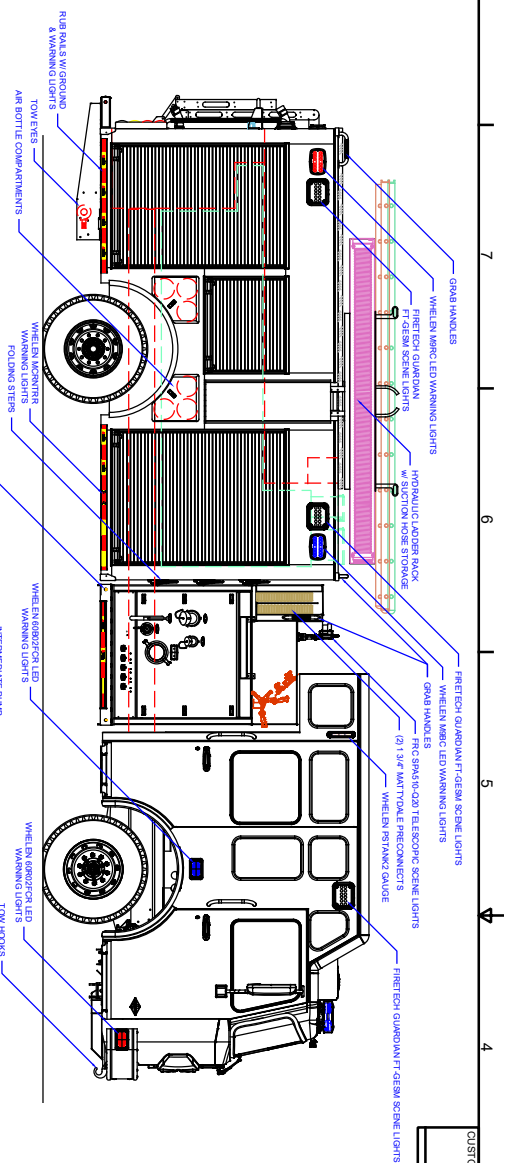 7
6
5
4
CUSTO
GRAB HANDLES
WHELEN M9RC LED WARNING LIGHTS
FIRETECH GUARDIAN
FT-GESM SCENE LIGHTS
HYDRAULIC LADDER RACK
w/ SUCTION HOSE STORAGE
FIRETECH GUARDIAN FT-GESM SCENE LIGHTS
WHELEN M9BC LED WARNING LIGHTS
GRAB HANDLES
FRC SPA510-Q20 TELESCOPIC SCENE LIGHTS
(2) 1 3/4" MATTYDALE PRECONNECTS
WHELEN PSTANK2 GAUGE
FIRETECH GUARDIAN FT-GESM SCENE LIGHTS
RUB RAILS W/ GROUND
& WARNING LIGHTS
TOW EYES
AIR BOTTLE COMPARTMENTS
WHELEN MCRNTRR
WARNING LIGHTS
FOLDING STEPS
WHELEN 60B02FCR LED
WARNING LIGHTS
INTERMEDIATE PUMP
WHELEN 60R02FCR LED
WARNING LIGHTS
TOW HOOKS